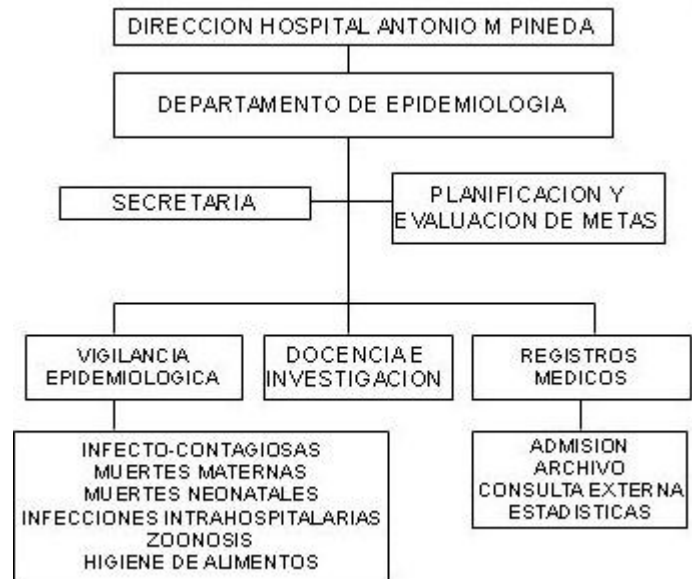 DIRECCION HOSPITAL ANTONIO M PINEDA
DEPARTAMENTO DE EPIDEMIOLOGIA
SECRETARIA
PLANIFICACION Y
EVALUACION DE METAS
VIGILANCIA
EPIDEMIOLOGICA
DOCENCIA E
INVESTIGACION
REGISTROS
MEDICOS
INFECTO-CONTAGIOSAS
MUERTES MATERNAS
MUERTES NEONATALES
INFECCIONES INTRAHOSPITALARIAS
ZOONOSIS
HIGIENE DE ALIMENTOS
ADMISION
ARCHIVO
CONSULTA EXTERNA
ESTADISTICAS